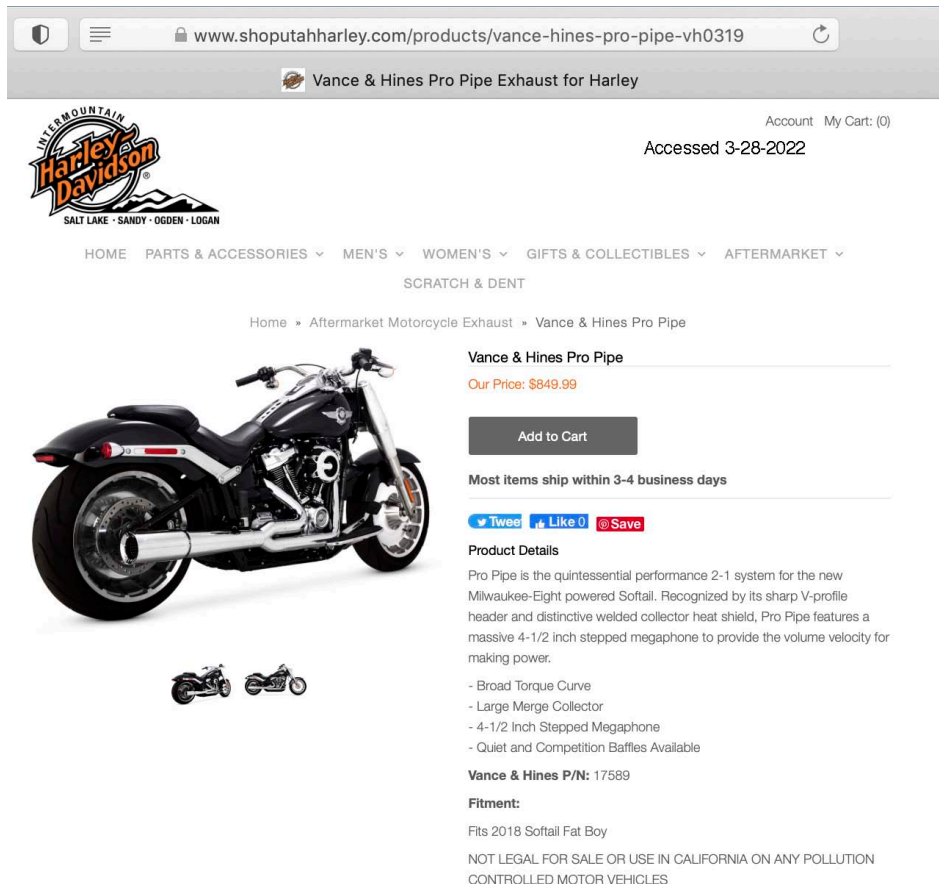 www.shoputahharley.com/products/vance-hines-pro-pipe-vh0319
Vance & Hines Pro Pipe Exhaust for Harley
INTERMOUNTAIN
Harley-
Davidson
®
SALT LAKE · SANDY · OGDEN · LOGAN
Account My Cart: (0)
Accessed 3-28-2022
HOME PARTS & ACCESSORIES MEN'S WOMEN'S GIFTS & COLLECTIBLES AFTERMARKET
SCRATCH & DENT
Home » Aftermarket Motorcycle Exhaust » Vance & Hines Pro Pipe
Vance & Hines Pro Pipe
Our Price: $849.99
Add to Cart
Most items ship within 3-4 business days
Twee Like 0 Save
Product Details
Pro Pipe is the quintessential performance 2-1 system for the new
Milwaukee-Eight powered Softail. Recognized by its sharp V-profile
header and distinctive welded collector heat shield, Pro Pipe features a
massive 4-1/2 inch stepped megaphone to provide the volume velocity for
making power.
- Broad Torque Curve
- Large Merge Collector
- 4-1/2 Inch Stepped Megaphone
- Quiet and Competition Baffles Available
Vance & Hines P/N: 17589
Fitment:
Fits 2018 Softail Fat Boy
NOT LEGAL FOR SALE OR USE IN CALIFORNIA ON ANY POLLUTION
CONTROLLED MOTOR VEHICLES